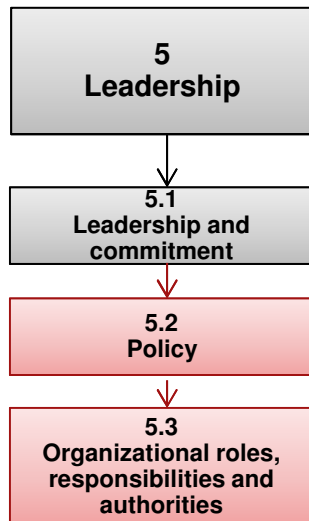 5
Leadership
5.1
Leadership and
commitment
5.2
Policy
5.3
Organizational roles,
responsibilities and
authorities